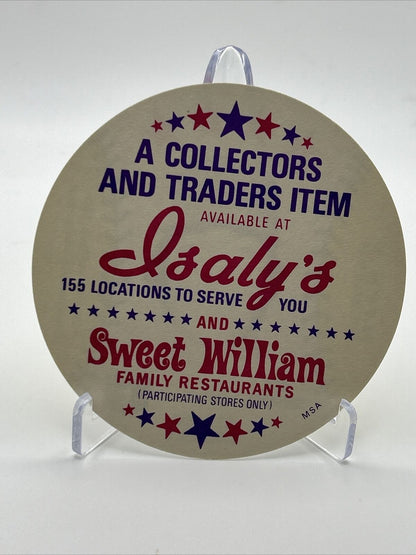 A COLLECTORS
AND TRADERS ITEM
AVAILABLE AT
Isaly's
155 LOCATIONS TO SERVE YOU
AND
Sweet William
FAMILY RESTAURANTS
(PARTICIPATING STORES ONLY)
MSA